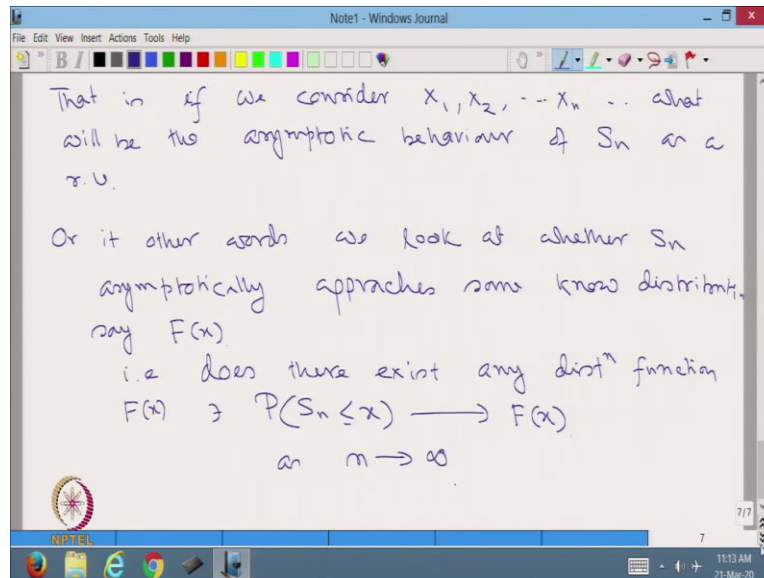 Note1 - Windows Journal
File Edit View Insert Actions Tools Help
That is if we consider X₁, X₂, -- Xₙ .. what
will be the asymptotic behaviour of Sn as a
r.v.
Or it other words we look at whether Sn
asymptotically appraches some know distributn
say F(x)
i.e does there exist any distⁿ function
F(x) ∋ P(Sn ≤ x) ⟶ F(x)
as n → ∞
7/7
NPTEL
7
11:13 AM
21-Mar-20